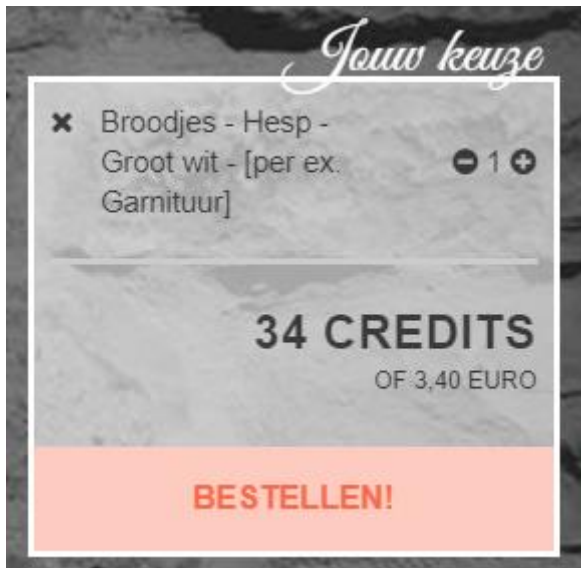 Jouw keuze
Broodjes - Hesp -
Groot wit - [per ex.
Garnituur]
1
34 CREDITS
OF 3,40 EURO
BESTELLEN!